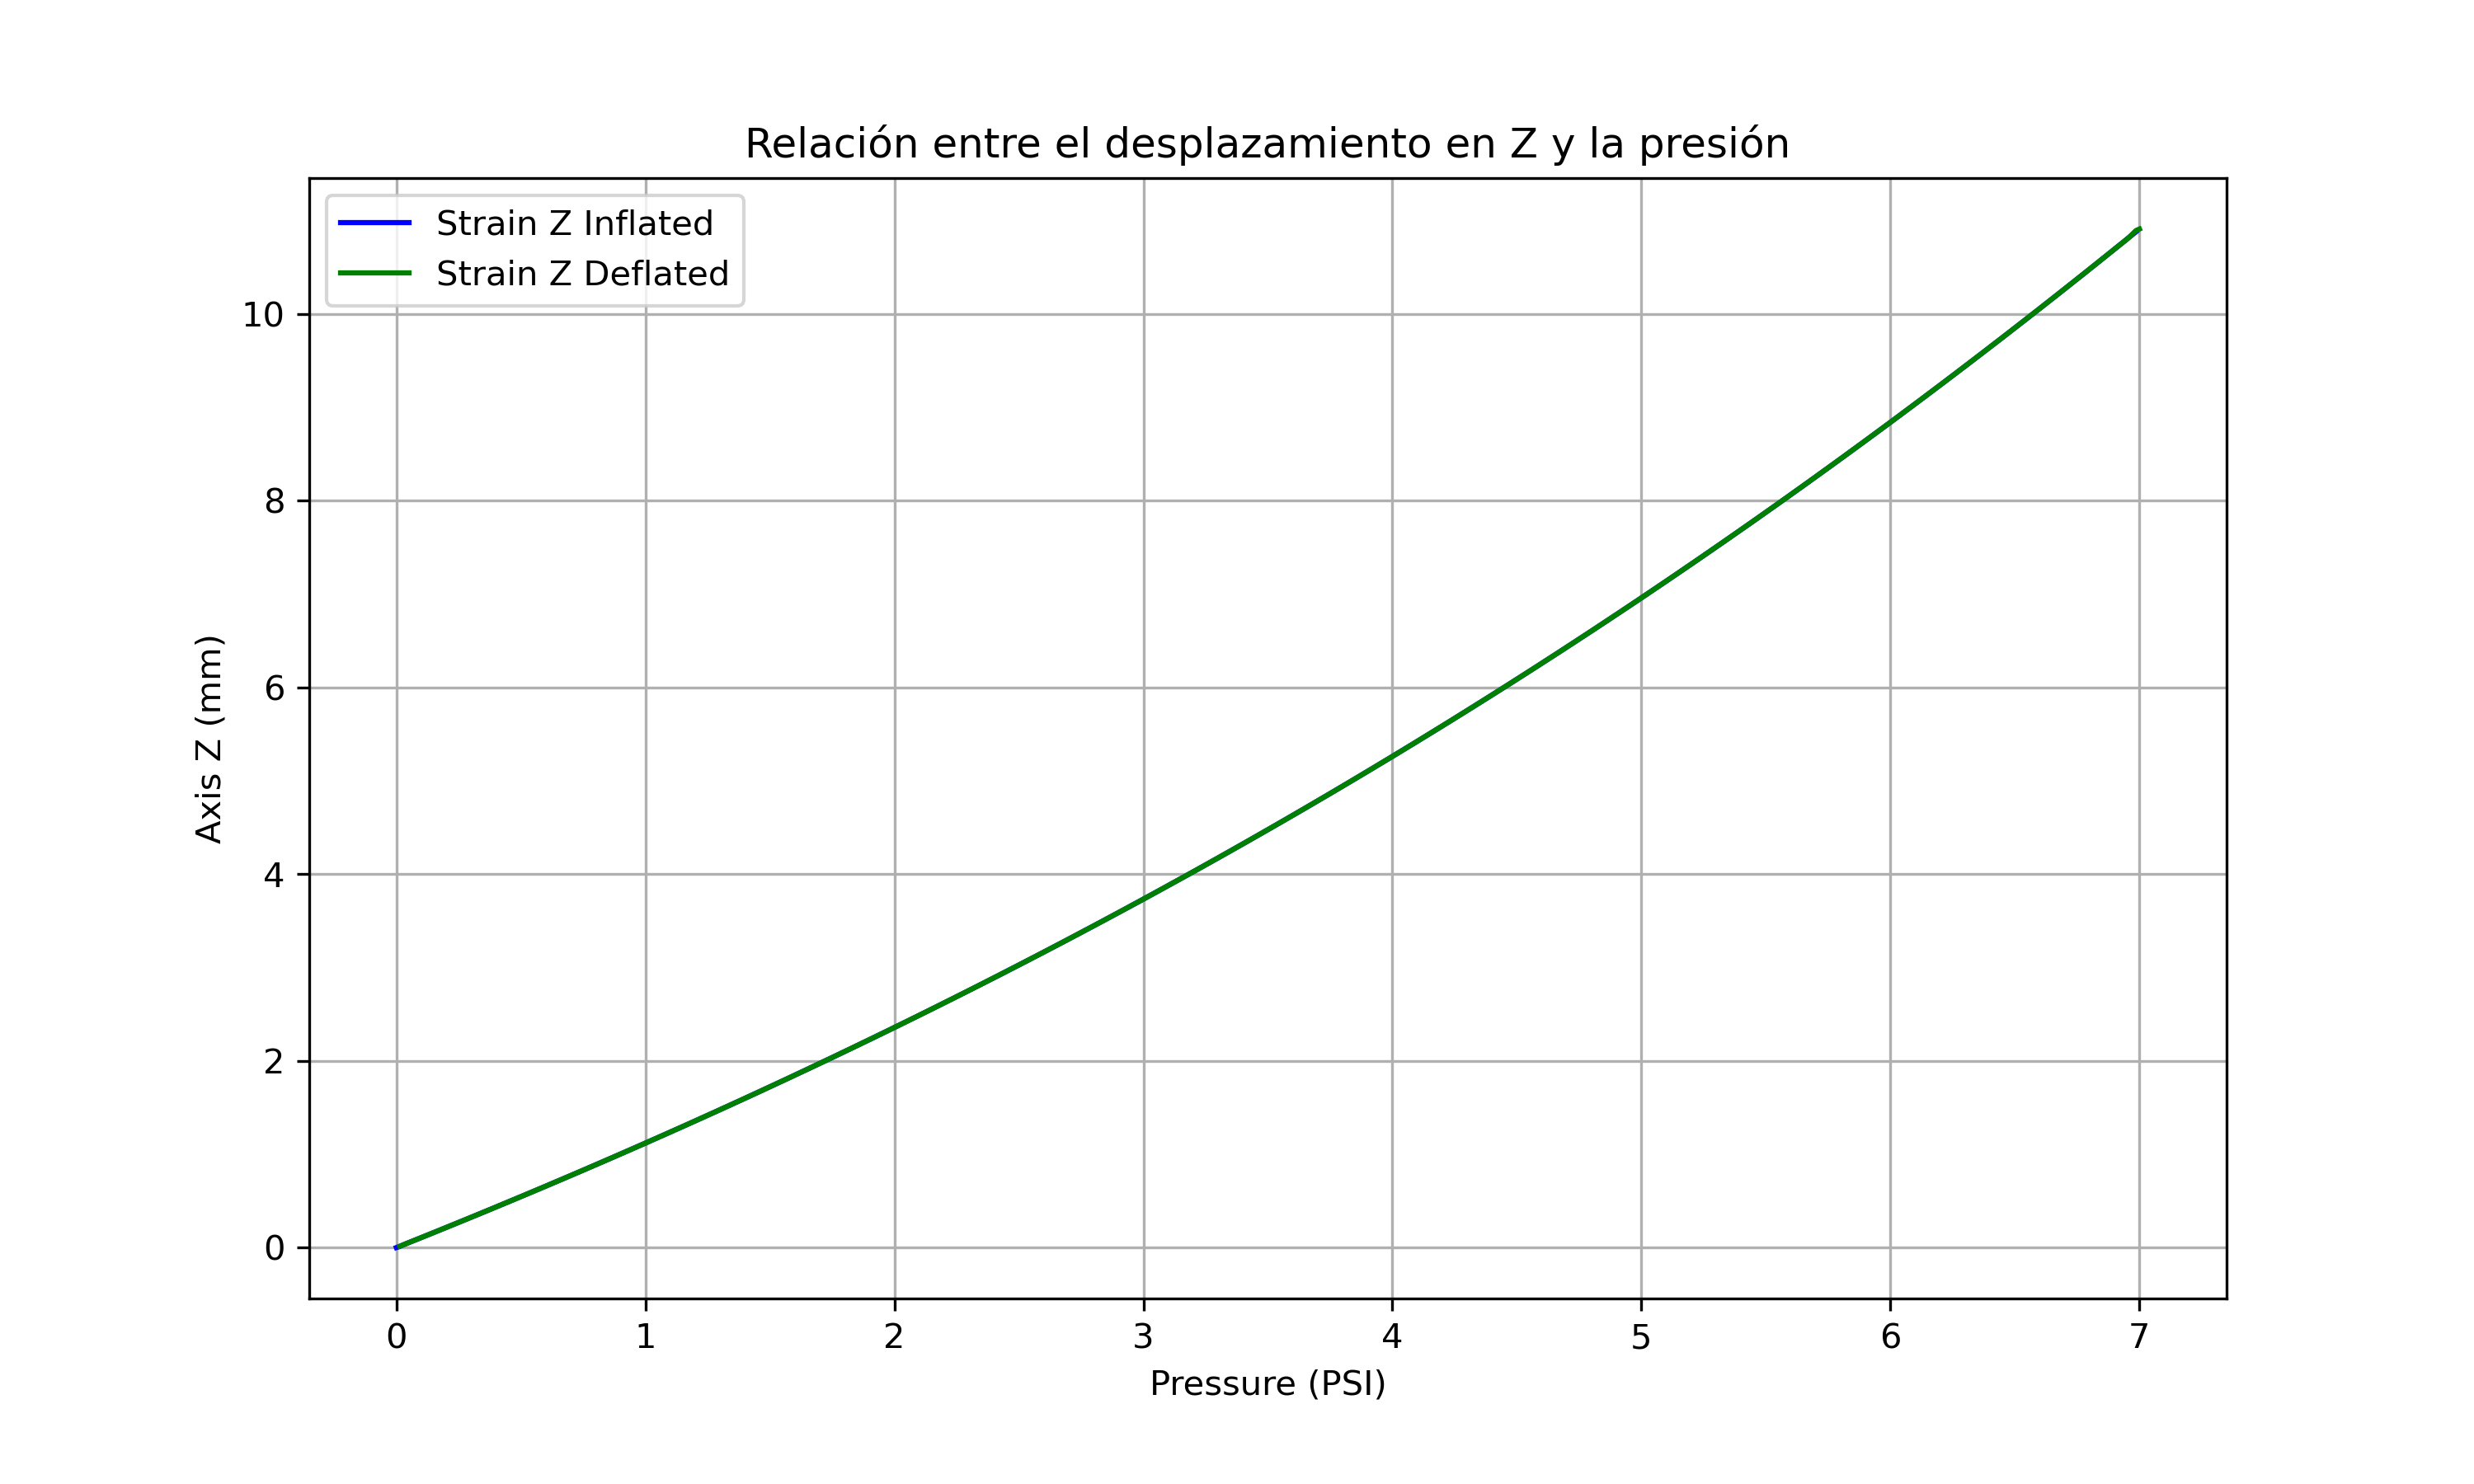 Relación entre el desplazamiento en Z y la presión
Strain Z Inflated
Strain Z Deflated
10
8
6
4
2
0
Axis Z (mm)
0 1 2 3 4 5 6 7
Pressure (PSI)